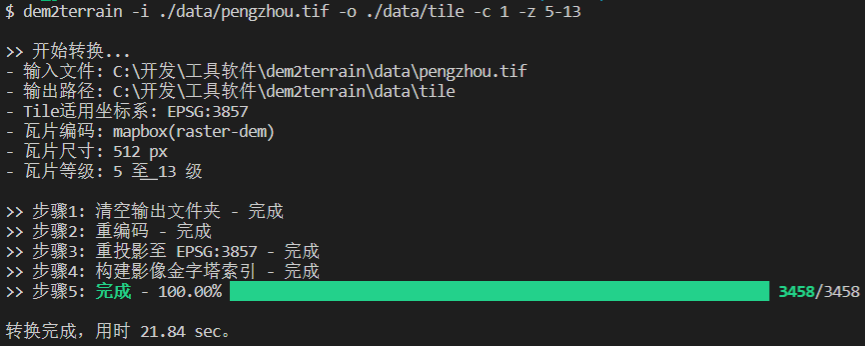 $ dem2terrain -i ./data/pengzhou.tif -o ./data/tile -c 1 -z 5-13
>> 开始转换...
- 输入文件: C:\开发\工具软件\dem2terrain\data\pengzhou.tif
- 输出路径: C:\开发\工具软件\dem2terrain\data\tile
- Tile适用坐标系: EPSG:3857
- 瓦片编码: mapbox(raster-dem)
- 瓦片尺寸: 512 px
- 瓦片等级: 5 至_13 级
>> 步骤1: 清空输出文件夹 - 完成
>> 步骤2: 重编码 - 完成
>> 步骤3: 重投影至 EPSG:3857 - 完成
>> 步骤4: 构建影像金字塔索引 - 完成
>> 步骤5: 完成 - 100.00% 3458/3458
转换完成，用时 21.84 sec。